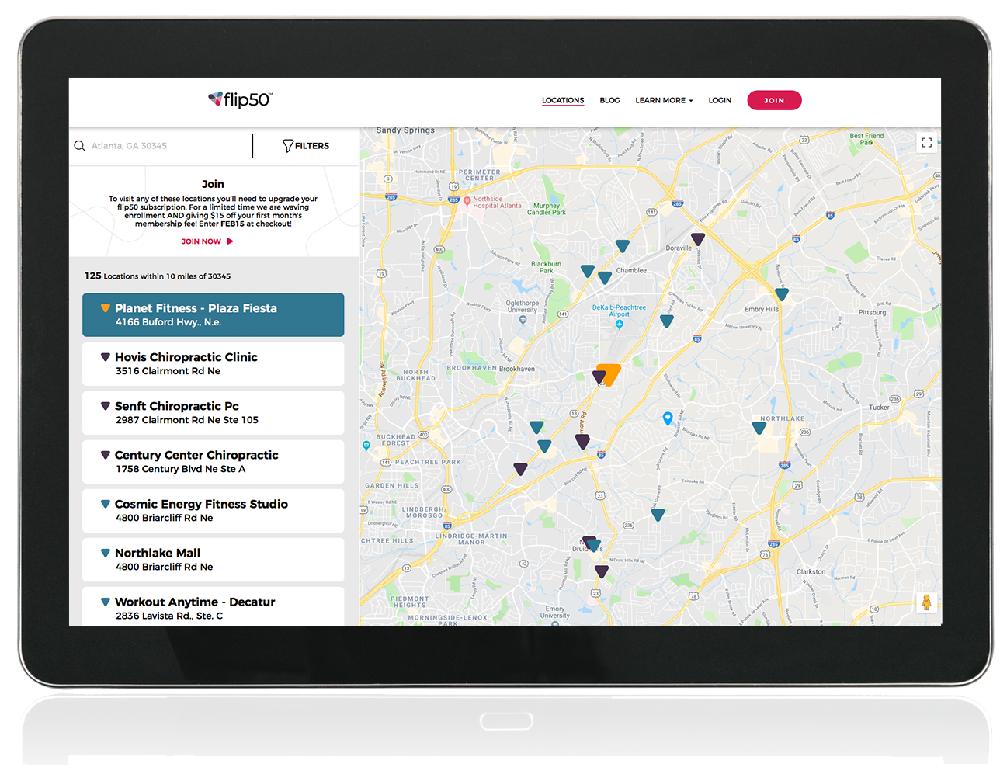 flip50™
LOCATIONS
BLOG
LEARN MORE
LOGIN
JOIN
Atlanta, GA 30345
FILTERS
Join
To visit any of these locations you'll need to upgrade your
flip50 subscription. For a limited time we are waving
enrollment AND giving $15 off your first month's
membership fee! Enter FEB15 at checkout!
JOIN NOW
125 Locations within 10 miles of 30345
Planet Fitness - Plaza Fiesta
4166 Buford Hwy., N.e.
Hovis Chiropractic Clinic
3516 Clairmont Rd Ne
Senft Chiropractic Pc
2987 Clairmont Rd Ne Ste 105
Century Center Chiropractic
1758 Century Blvd Ne Ste A
Cosmic Energy Fitness Studio
4800 Briarcliff Rd Ne
Northlake Mall
4800 Briarcliff Rd Ne
Workout Anytime - Decatur
2836 Lavista Rd., Ste. C
Sandy Springs
Best Friend
Park
PERIMETER
CENTER
Northside
Hospital Atlanta
Murphey
Candler Park
Doraville
Blackburn
Park
Chamblee
Oglethorpe
University
DeKalb-Peachtree
Airport
Embry Hills
Pittsburg
BROOKHAVEN
Brookhaven
NORTH
BUCKHEAD
Roswell Rd NE
Tucker
NORTHLAKE
BUCKHEAD
FOREST
PEACHTREE PARK
GARDEN HILLS
LINDBERGH/
MOROSGO
LINDRIDGE-MARTIN
MANOR
CHTREE HILLS
Druid Hills
N Druid Hills Rd NE
Clarkston
PIEDMONT
HEIGHTS
MORNINGSIDE-LENOX
PARK
Emory
University